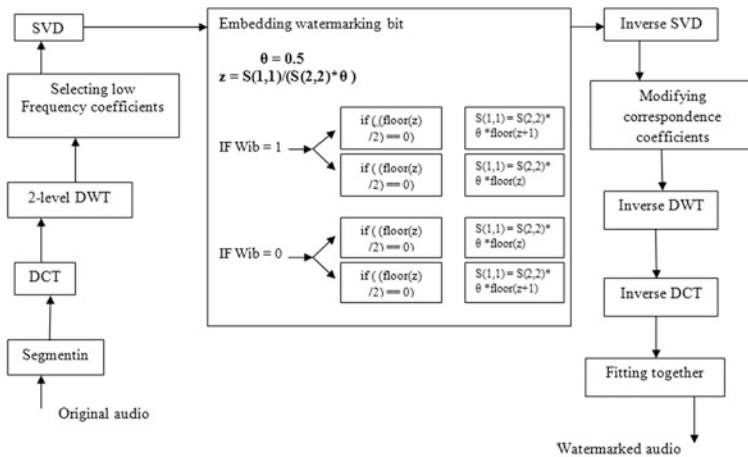 SVD
Selecting low
Frequency coefficients
2-level DWT
DCT
Segmentin
Original audio
Embedding watermarking bit
θ = 0.5
z = S(1,1)/(S(2,2)*θ )
IF Wib = 1
if ( (floor(z)
/2) == 0)
S(1,1) = S(2,2)*
θ *floor(z+1)
if ( (floor(z)
/2) == 0)
S(1,1) = S(2,2)*
θ *floor(z)
IF Wib = 0
if ( (floor(z)
/2) == 0)
S(1,1) = S(2,2)*
θ *floor(z)
if ( (floor(z)
/2) == 0)
S(1,1) = S(2,2)*
θ *floor(z+1)
Inverse SVD
Modifying
correspondence
coefficients
Inverse DWT
Inverse DCT
Fitting together
Watermarked audio